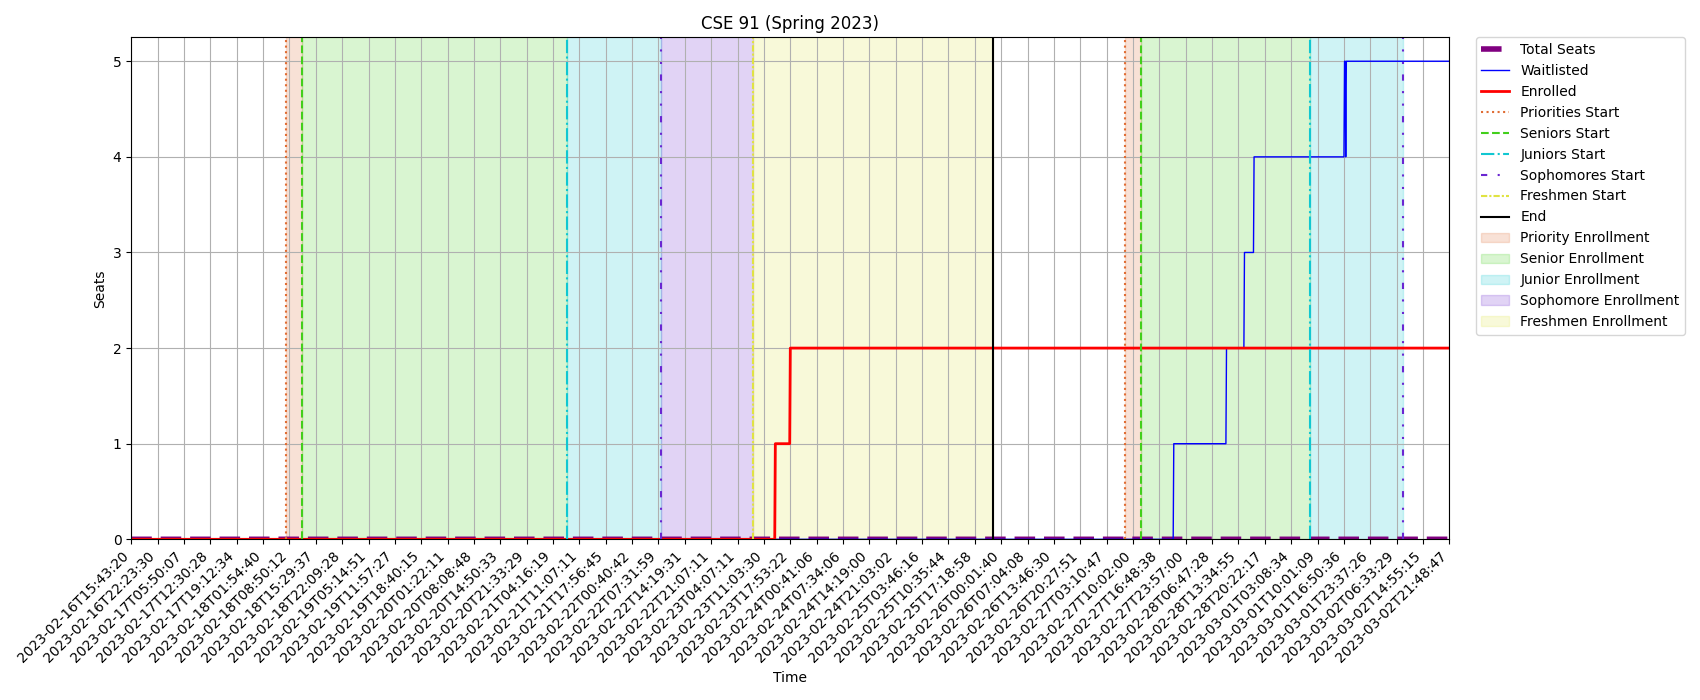 CSE 91 (Spring 2023)
Seats
5
4
3
2
1
0
2023-02-16T15:43:20
2023-02-16T22:23:30
2023-02-17T05:50:07
2023-02-17T12:30:28
2023-02-17T19:12:34
2023-02-18T01:54:40
2023-02-18T08:50:12
2023-02-18T15:29:37
2023-02-18T22:09:28
2023-02-19T05:14:51
2023-02-19T11:57:27
2023-02-19T18:40:15
2023-02-20T01:22:11
2023-02-20T08:08:48
2023-02-20T14:50:33
2023-02-20T21:33:29
2023-02-21T04:16:19
2023-02-21T11:07:11
2023-02-21T17:56:45
2023-02-22T00:40:42
2023-02-22T07:31:59
2023-02-22T14:19:31
2023-02-22T21:07:11
2023-02-23T04:07:11
2023-02-23T11:03:30
2023-02-23T17:53:22
2023-02-24T00:41:06
2023-02-24T07:34:06
2023-02-24T14:19:00
2023-02-24T21:03:02
2023-02-25T03:46:16
2023-02-25T10:35:44
2023-02-25T17:18:58
2023-02-26T00:01:40
2023-02-26T07:04:08
2023-02-26T13:46:30
2023-02-26T20:27:51
2023-02-27T03:10:47
2023-02-27T10:02:00
2023-02-27T16:48:38
2023-02-27T23:57:00
2023-02-28T06:47:28
2023-02-28T13:34:55
2023-02-28T20:22:17
2023-03-01T03:08:34
2023-03-01T10:01:09
2023-03-01T16:50:36
2023-03-01T23:37:26
2023-03-02T06:33:29
2023-03-02T14:55:15
2023-03-02T21:48:47
Time
Total Seats
Waitlisted
Enrolled
Priorities Start
Seniors Start
Juniors Start
Sophomores Start
Freshmen Start
End
Priority Enrollment
Senior Enrollment
Junior Enrollment
Sophomore Enrollment
Freshmen Enrollment